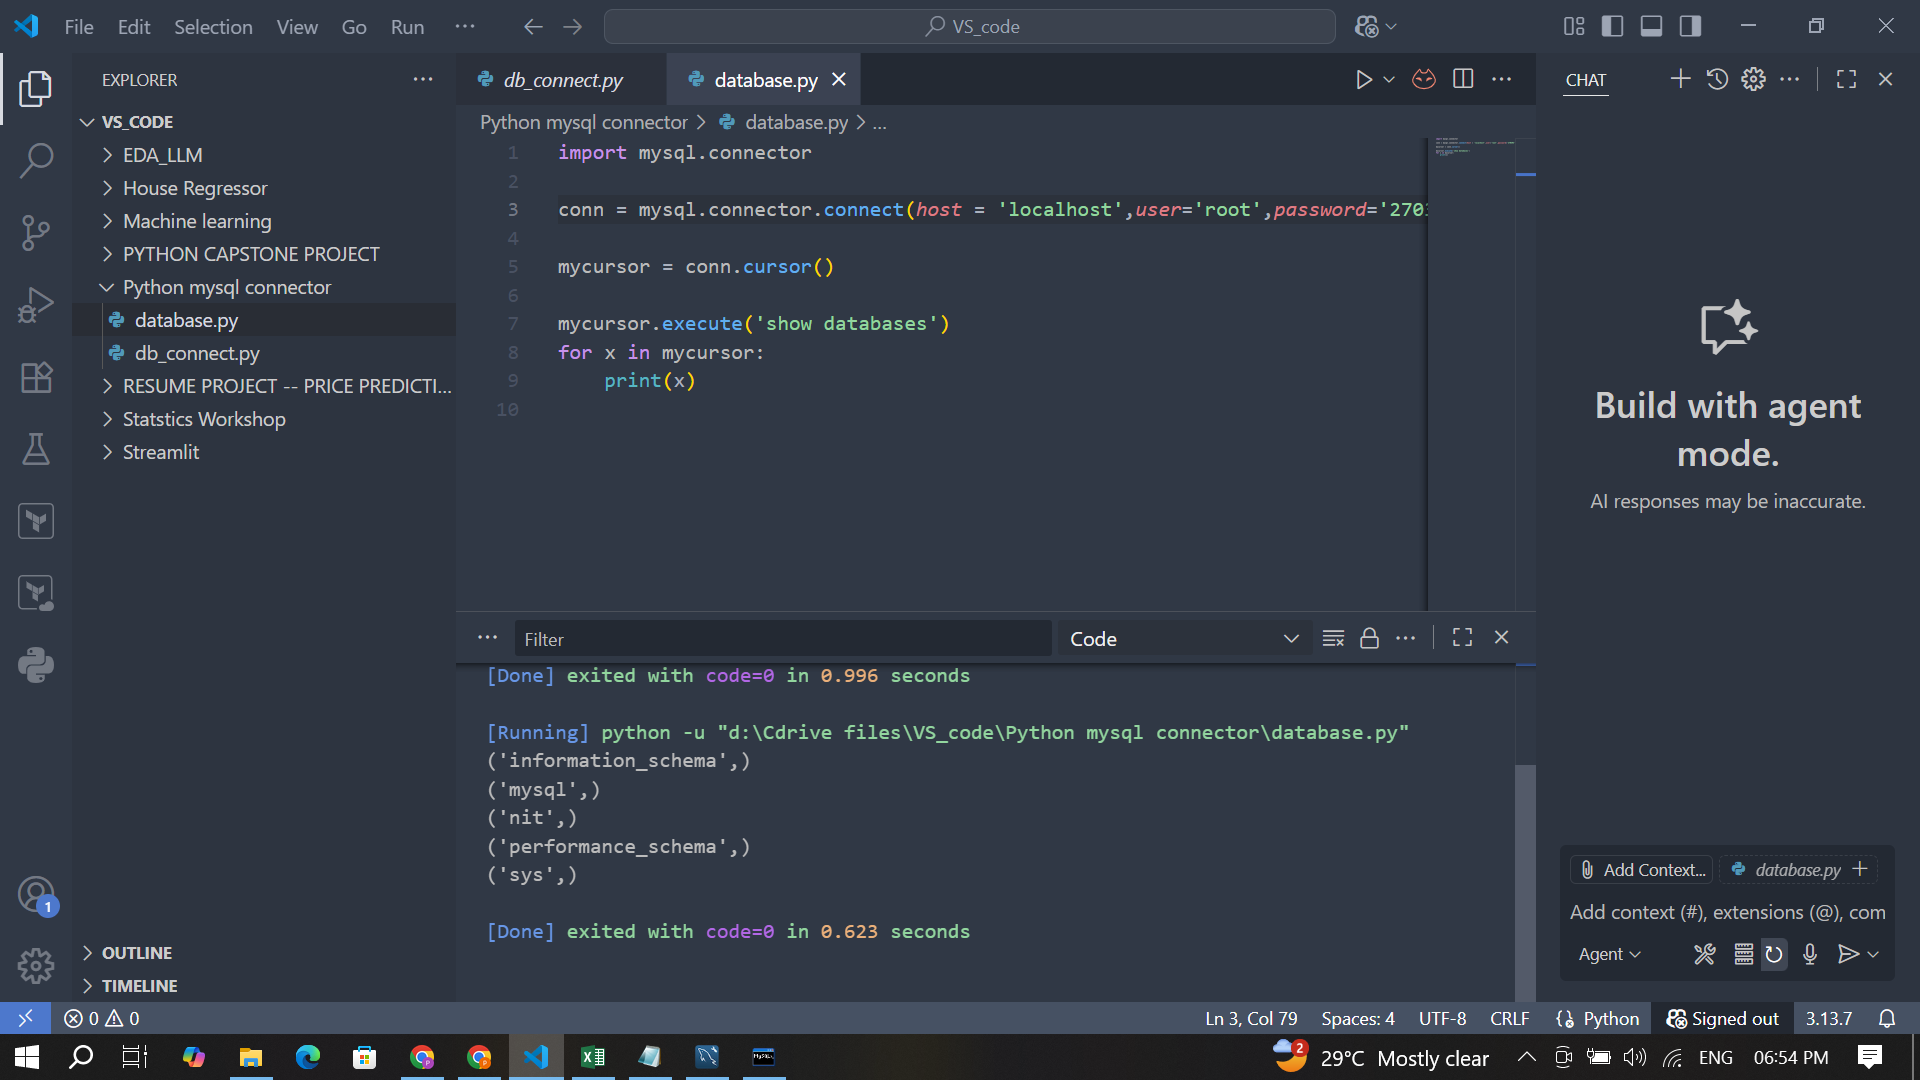 File Edit Selection View Go Run ...
VS_code
EXPLORER
VS_CODE
EDA_LLM
House Regressor
Machine learning
PYTHON CAPSTONE PROJECT
Python mysql connector
database.py
db_connect.py
RESUME PROJECT -- PRICE PREDICTI...
Statstics Workshop
Streamlit
OUTLINE
TIMELINE
1
db_connect.py
database.py
Python mysql connector > database.py > ...
1 import mysql.connector
2
3 conn = mysql.connector.connect(host = 'localhost',user='root',password='270
4
5 mycursor = conn.cursor()
6
7 mycursor.execute('show databases')
8 for x in mycursor:
9 print(x)
10
Filter
Code
[Done] exited with code=0 in 0.996 seconds
[Running] python -u "d:\Cdrive files\VS_code\Python mysql connector\database.py"
('information_schema',)
('mysql',)
('nit',)
('performance_schema',)
('sys',)
[Done] exited with code=0 in 0.623 seconds
CHAT
Build with agent
mode.
AI responses may be inaccurate.
Add Context...
database.py
Add context (#), extensions (@), com
Agent
0 0
Ln 3, Col 79 Spaces: 4 UTF-8 CRLF Python Signed out 3.13.7
2 29°C Mostly clear ENG 06:54 PM